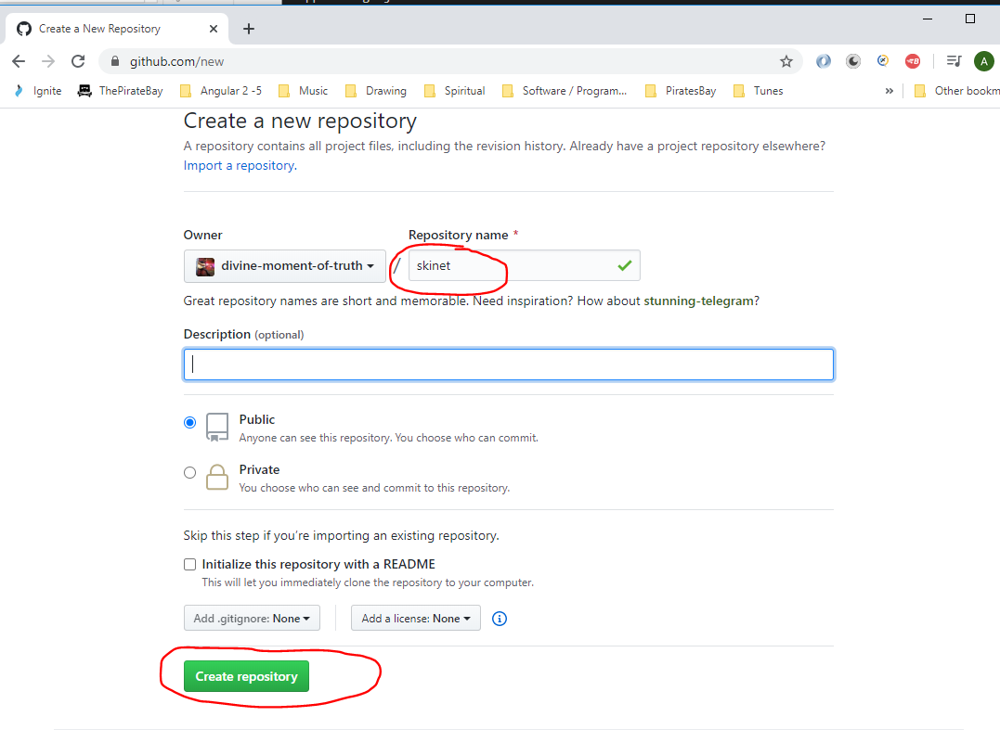 Create a New Repository
github.com/new
A
Ignite ThePirateBay Angular 2 -5 Music Drawing Spiritual Software / Program... PiratesBay Tunes » Other bookm
Create a new repository
A repository contains all project files, including the revision history. Already have a project repository elsewhere?
Import a repository.
Owner Repository name *
divine-moment-of-truth / skinet
Great repository names are short and memorable. Need inspiration? How about stunning-telegram?
Description (optional)
Public
Anyone can see this repository. You choose who can commit.
Private
You choose who can see and commit to this repository.
Skip this step if you're importing an existing repository.
Initialize this repository with a README
This will let you immediately clone the repository to your computer.
Add .gitignore: None Add a license: None
Create repository